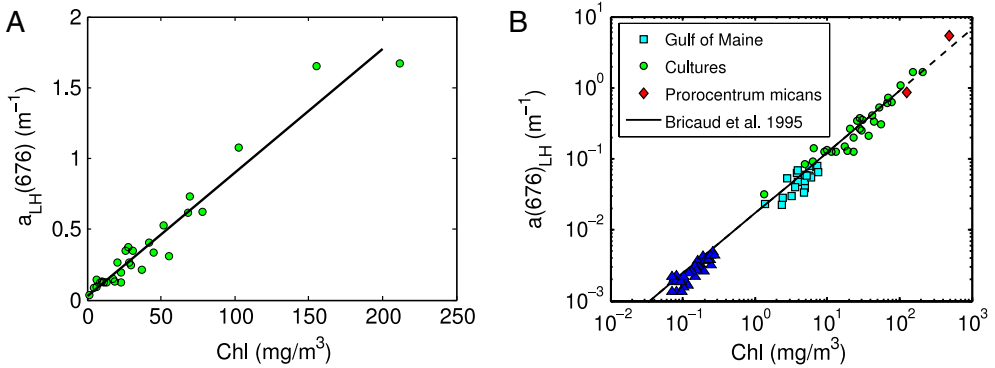 A
a_LH(676) (m⁻¹)
2
1.5
1
0.5
0
0 50 100 150 200 250
Chl (mg/m³)
B
a(676)_LH (m⁻¹)
10¹
10⁰
10⁻¹
10⁻²
10⁻³
Gulf of Maine
Cultures
Prorocentrum micans
Bricaud et al. 1995
10⁻² 10⁻¹ 10⁰ 10¹ 10² 10³
Chl (mg/m³)